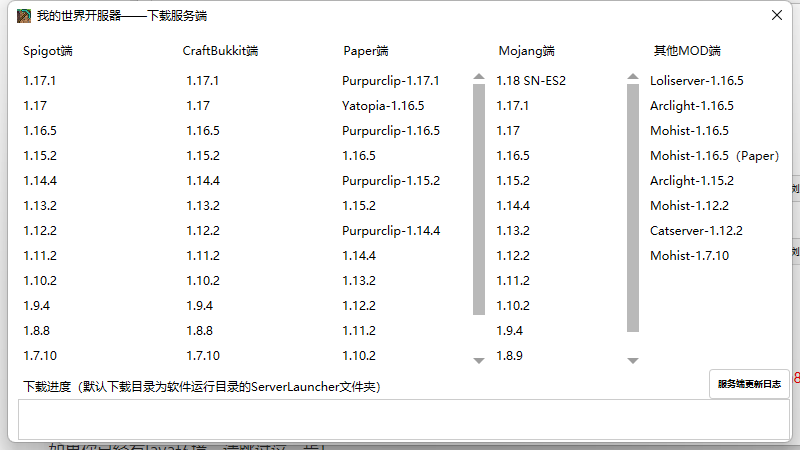 我的世界开服器——下载服务端
Spigot端 CraftBukkit端 Paper端 Mojang端 其他MOD端
1.17.1 1.17.1 Purpurclip-1.17.1 1.18 SN-ES2 Loliserver-1.16.5
1.17 1.17 Yatopia-1.16.5 1.17.1 Arclight-1.16.5
1.16.5 1.16.5 Purpurclip-1.16.5 1.17 Mohist-1.16.5
1.15.2 1.15.2 1.16.5 1.16.5 Mohist-1.16.5（Paper）
1.14.4 1.14.4 Purpurclip-1.15.2 1.15.2 Arclight-1.15.2
1.13.2 1.13.2 1.15.2 1.14.4 Mohist-1.12.2
1.12.2 1.12.2 Purpurclip-1.14.4 1.13.2 Catserver-1.12.2
1.11.2 1.11.2 1.14.4 1.12.2 Mohist-1.7.10
1.10.2 1.10.2 1.13.2 1.11.2
1.9.4 1.9.4 1.12.2 1.10.2
1.8.8 1.8.8 1.11.2 1.9.4
1.7.10 1.7.10 1.10.2 1.8.9
下载进度（默认下载目录为软件运行目录的ServerLauncher文件夹）
服务端更新日志